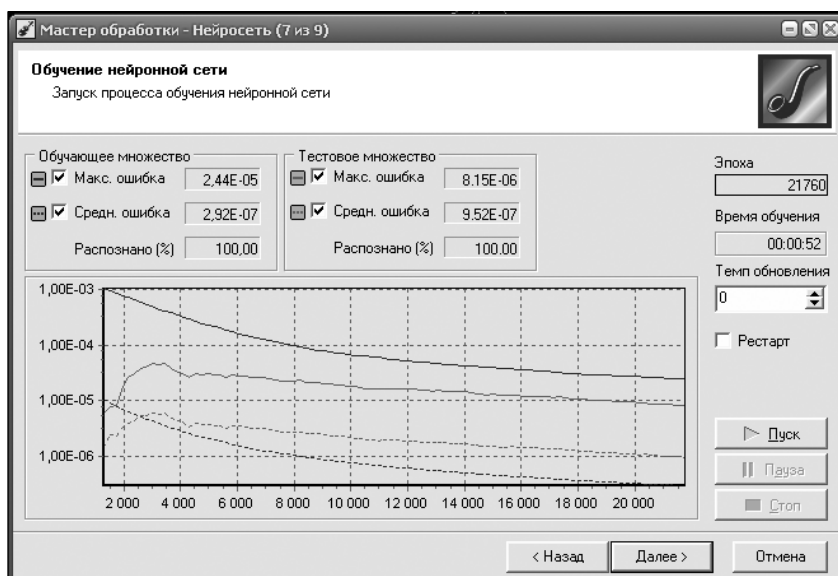 Мастер обработки - Нейросеть (7 из 9)
Обучение нейронной сети
Запуск процесса обучения нейронной сети
Обучающее множество
Макс. ошибка 2,44E-05
Средн. ошибка 2,92E-07
Распознано (%) 100,00
Тестовое множество
Макс. ошибка 8.15E-06
Средн. ошибка 9.52E-07
Распознано (%) 100.00
Эпоха
21760
Время обучения
00:00:52
Темп обновления
0
Рестарт
1,00E-03
1,00E-04
1,00E-05
1,00E-06
2 000 4 000 6 000 8 000 10 000 12 000 14 000 16 000 18 000 20 000
Пуск
Пауза
Стоп
< Назад Далее > Отмена